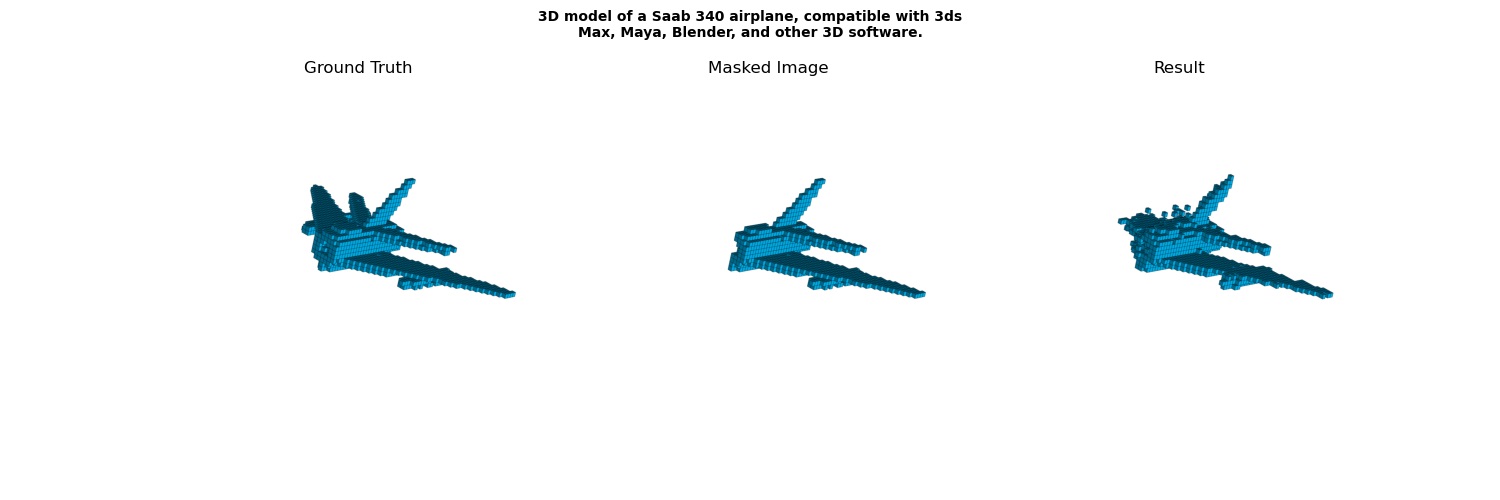 3D model of a Saab 340 airplane, compatible with 3ds
Max, Maya, Blender, and other 3D software.
Ground Truth
Masked Image
Result